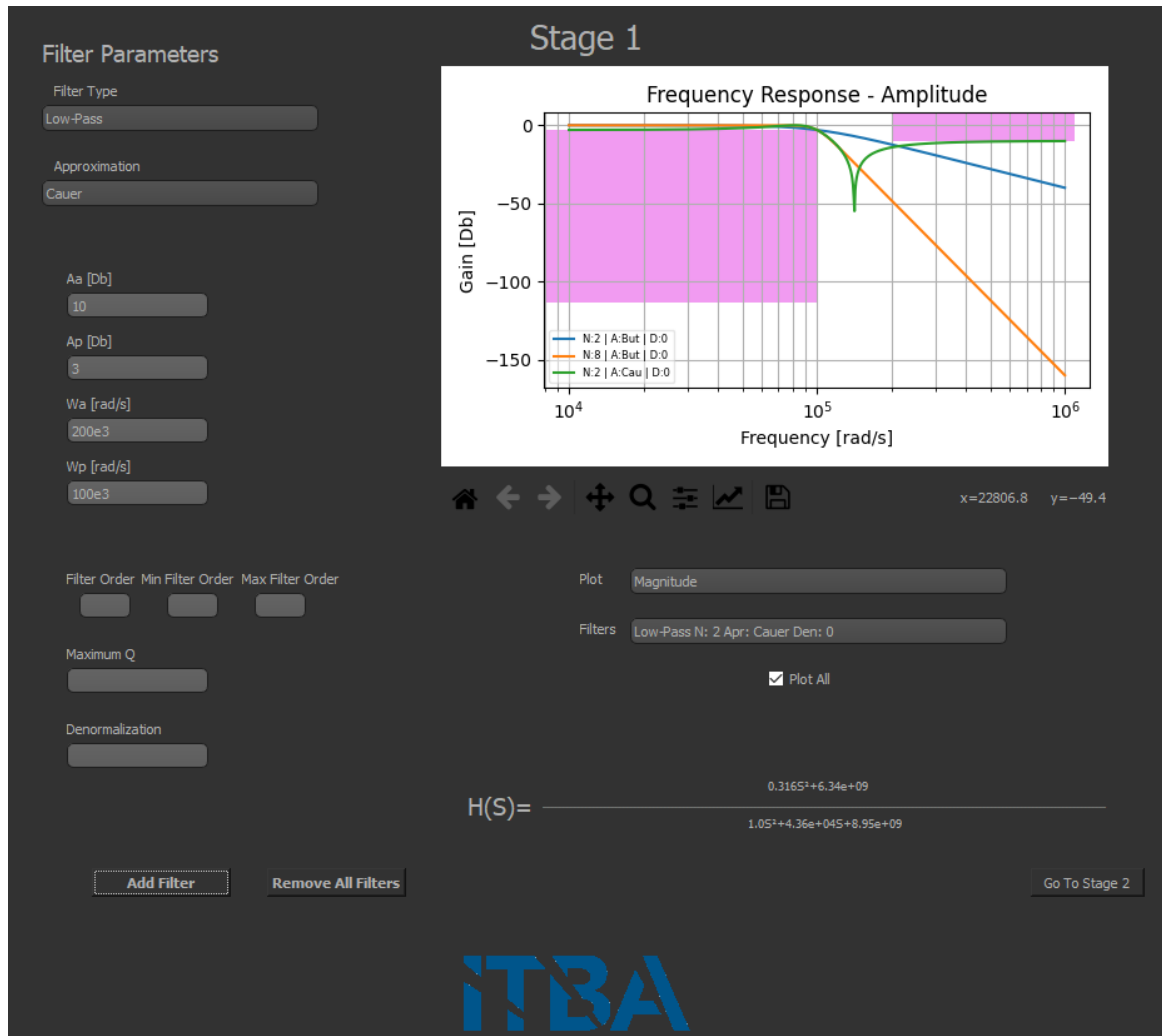 Stage 1
Filter Parameters
Filter Type
Low-Pass
Approximation
Cauer
Aa [Db]
10
Ap [Db]
3
Wa [rad/s]
200e3
Wp [rad/s]
100e3
Filter Order Min Filter Order Max Filter Order
Maximum Q
Denormalization
Add Filter
Remove All Filters
Frequency Response - Amplitude
Gain [Db]
0
−50
−100
−150
N:2 | A:But | D:0
N:8 | A:But | D:0
N:2 | A:Cau | D:0
10⁴ 10⁵ 10⁶
Frequency [rad/s]
x=22806.8 y=−49.4
Plot
Magnitude
Filters
Low-Pass N: 2 Apr: Cauer Den: 0
Plot All
H(S)=
0.316S²+6.34e+09
1.0S²+4.36e+04S+8.95e+09
Go To Stage 2
iTBA